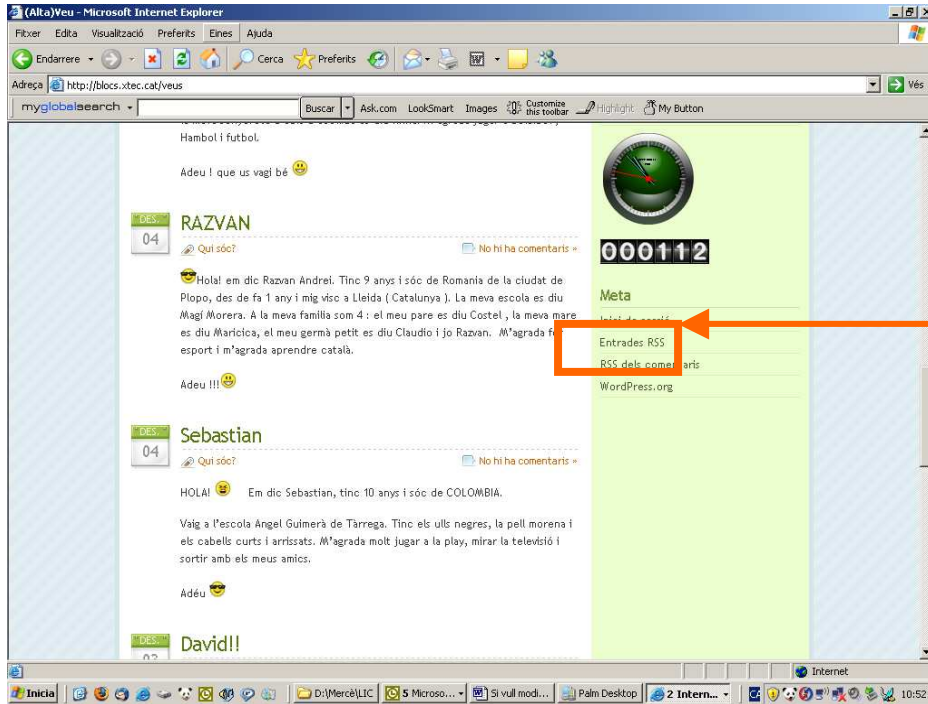 (Alta)Veu - Microsoft Internet Explorer
Fitxer Edita Visualització Preferits Eines Ajuda
Endarrere Cerca Preferits
Adreça http://blocs.xtec.cat/veus Vés
myglobalsearch Buscar Ask.com LookSmart Images Customize this toolbar Highlight My Button
Hambol i futbol.
Adeu ! que us vagi bé
DES. 04
RAZVAN
Qui sóc? No hi ha comentaris »
Hola! em dic Razvan Andrei. Tinc 9 anys i sóc de Romania de la ciudat de
Plopo, des de fa 1 any i mig visc a Lleida ( Catalunya ). La meva escola es diu
Magí Morera. A la meva familia som 4 : el meu pare es diu Costel , la meva mare
es diu Maricica, el meu germà petit es diu Claudio i jo Razvan. M'agrada fer
esport i m'agrada aprendre català.
Adeu !!!
DES. 04
Sebastian
Qui sóc? No hi ha comentaris »
HOLA! Em dic Sebastian, tinc 10 anys i sóc de COLOMBIA.
Vaig a l'escola Angel Guimerà de Tàrrega. Tinc els ulls negres, la pell morena i
els cabells curts i arrissats. M'agrada molt jugar a la play, mirar la televisió i
sortir amb els meus amics.
Adéu
DES.
David!!
000112
Meta
Inici de sessió
Entrades RSS
RSS dels comentaris
WordPress.org
Internet
Inicia D:\Mercè\LIC 5 Microso... Si vull modi... Palm Desktop 2 Intern... 10:52